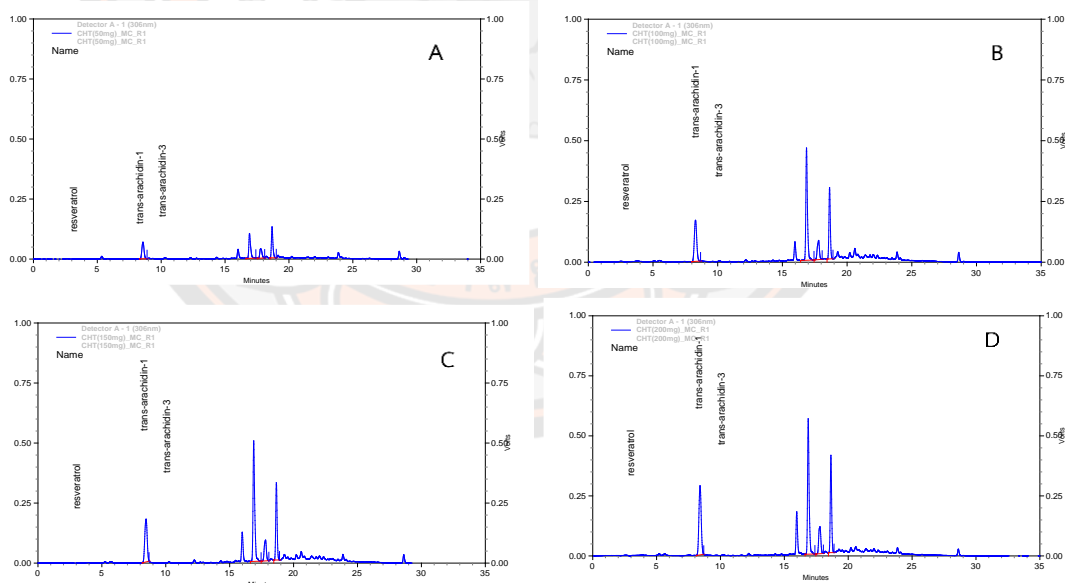 Detector A - 1 (306nm)
CHT(50mg)_MC_R1
CHT(50mg)_MC_R1
Name
A
resveratrol
trans-arachidin-1
trans-arachidin-3
1.00
0.75
0.50
0.25
0.00
1.00
0.75
0.50
0.25
0.00
Volts
0 5 10 15 20 25 30 35
Minutes
Detector A - 1 (306nm)
CHT(100mg)_MC_R1
CHT(100mg)_MC_R1
Name
B
resveratrol
trans-arachidin-1
trans-arachidin-3
1.00
0.75
0.50
0.25
0.00
1.00
0.75
0.50
0.25
0.00
Volts
0 5 10 15 20 25 30 35
Minutes
Detector A - 1 (306nm)
CHT(150mg)_MC_R1
CHT(150mg)_MC_R1
Name
C
resveratrol
trans-arachidin-1
trans-arachidin-3
1.00
0.75
0.50
0.25
0.00
1.00
0.75
0.50
0.25
0.00
Volts
0 5 10 15 20 25 30 35
Minutes
Detector A - 1 (306nm)
CHT(200mg)_MC_R1
CHT(200mg)_MC_R1
Name
D
resveratrol
trans-arachidin-1
trans-arachidin-3
1.00
0.75
0.50
0.25
0.00
1.00
0.75
0.50
0.25
0.00
Volts
0 5 10 15 20 25 30 35
Minutes